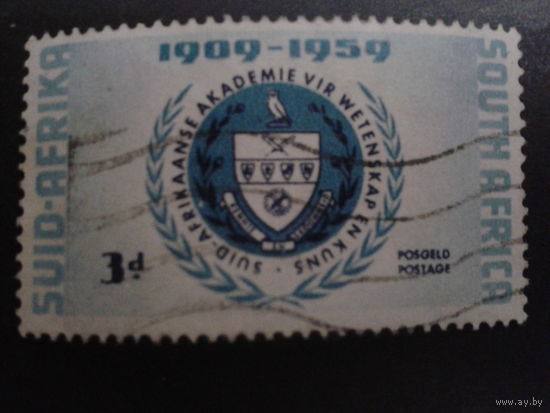 1909-1959
SUID-AFRIKA
SOUTH AFRICA
SUID-AFRIKAANSE AKADEMIE VIR WETENSKAP EN KUNS
3d
POSGELD
POSTAGE
www.ay.by